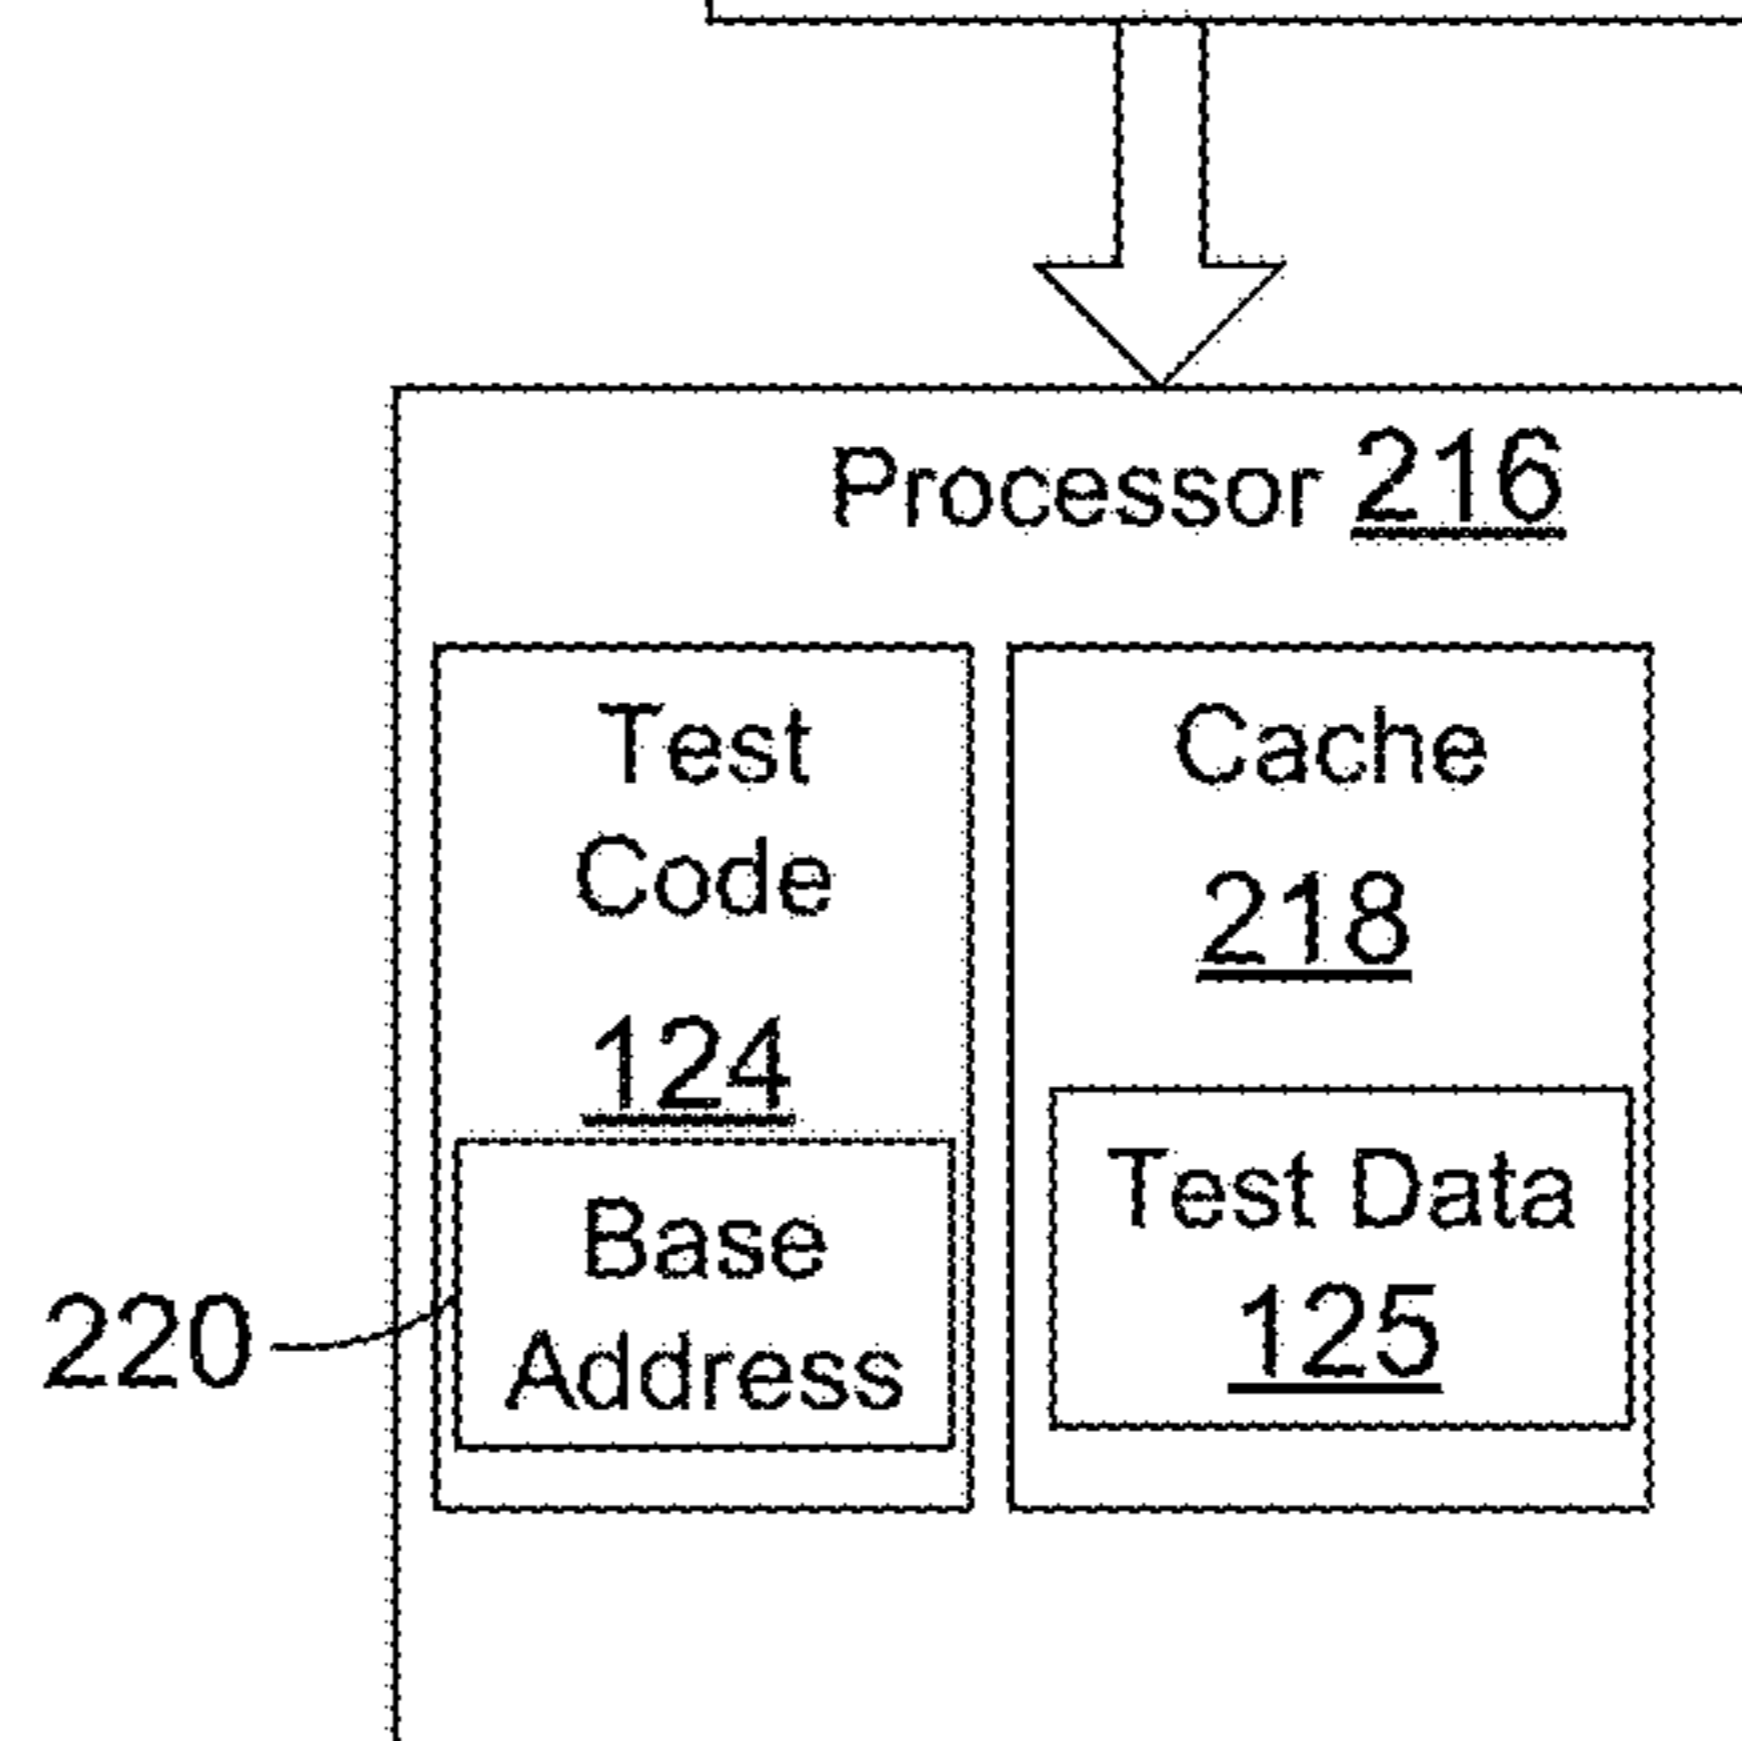 Processor 216
Test
Code
124
Base
Address
220
Cache
218
Test Data
125